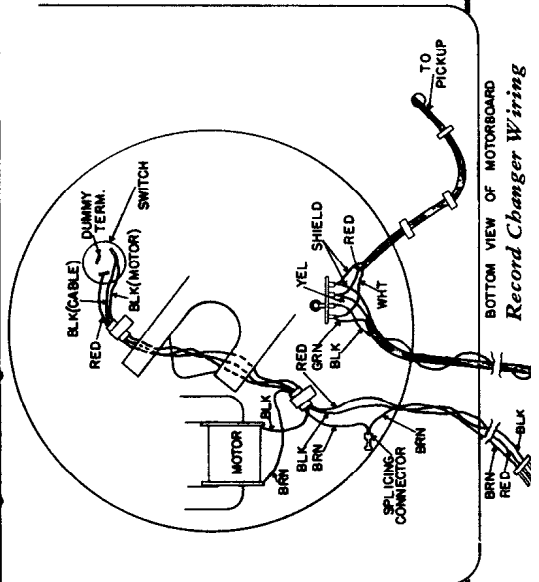 TO
PICKUP
DUMMY
TERM.
SWITCH
BLK(CABLE)
BLK(MOTOR)
RED
SHIELD
RED
YEL
WHT
RED
GRN
BLK
BLK
MOTOR
BRN
BLK
BRN
SPLICING
CONNECTOR
BRN
BRN
RED
BLK
BOTTOM VIEW OF MOTORBOARD
Record Changer Wiring